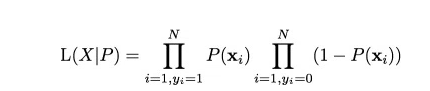 L(X|P) = ∏_{i=1,y_i=1}^{N} P(𝐱_i) ∏_{i=1,y_i=0}^{N} (1 − P(𝐱_i))